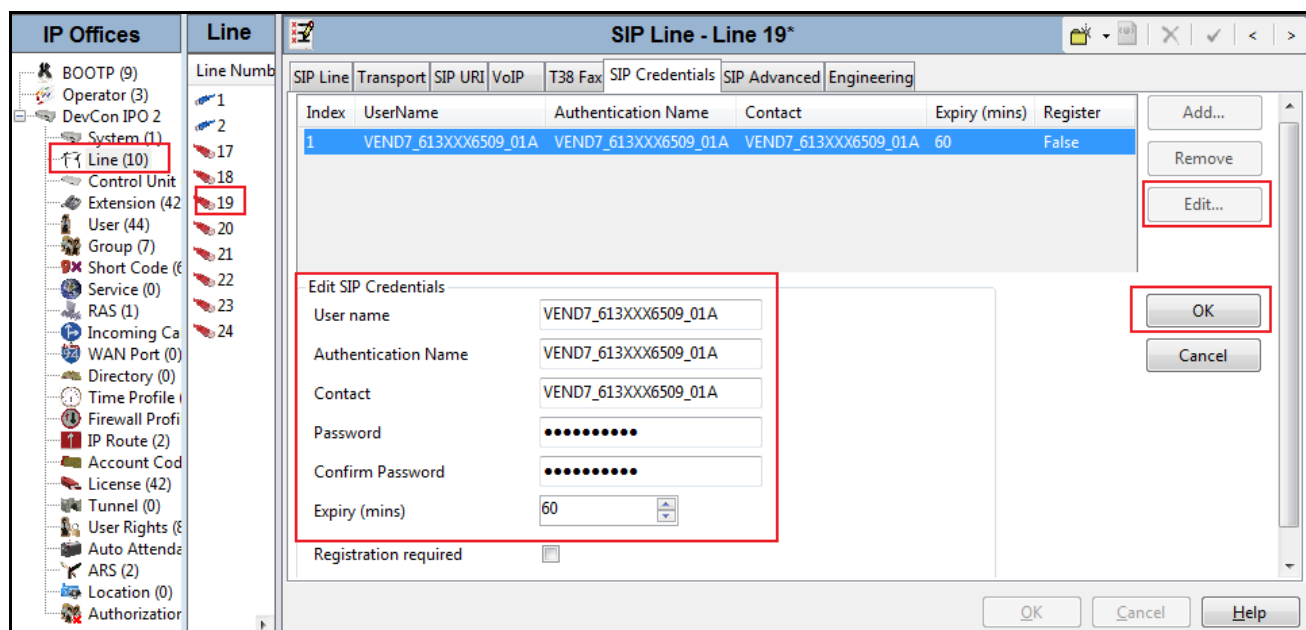 IP Offices
BOOTP (9)
Operator (3)
DevCon IPO 2
System (1)
Line (10)
Control Unit
Extension (42
User (44)
Group (7)
Short Code (6
Service (0)
RAS (1)
Incoming Ca
WAN Port (0)
Directory (0)
Time Profile (
Firewall Profi
IP Route (2)
Account Cod
License (42)
Tunnel (0)
User Rights (8
Auto Attenda
ARS (2)
Location (0)
Authorization
Line
Line Numb
1
2
17
18
19
20
21
22
23
24
SIP Line - Line 19*
SIP Line Transport SIP URI VoIP T38 Fax SIP Credentials SIP Advanced Engineering
Index UserName Authentication Name Contact Expiry (mins) Register
1 VEND7_613XXX6509_01A VEND7_613XXX6509_01A VEND7_613XXX6509_01A 60 False
Add...
Remove
Edit...
Edit SIP Credentials
User name VEND7_613XXX6509_01A
Authentication Name VEND7_613XXX6509_01A
Contact VEND7_613XXX6509_01A
Password ●●●●●●●●●●
Confirm Password ●●●●●●●●●●
Expiry (mins) 60
Registration required
OK
Cancel
OK Cancel Help